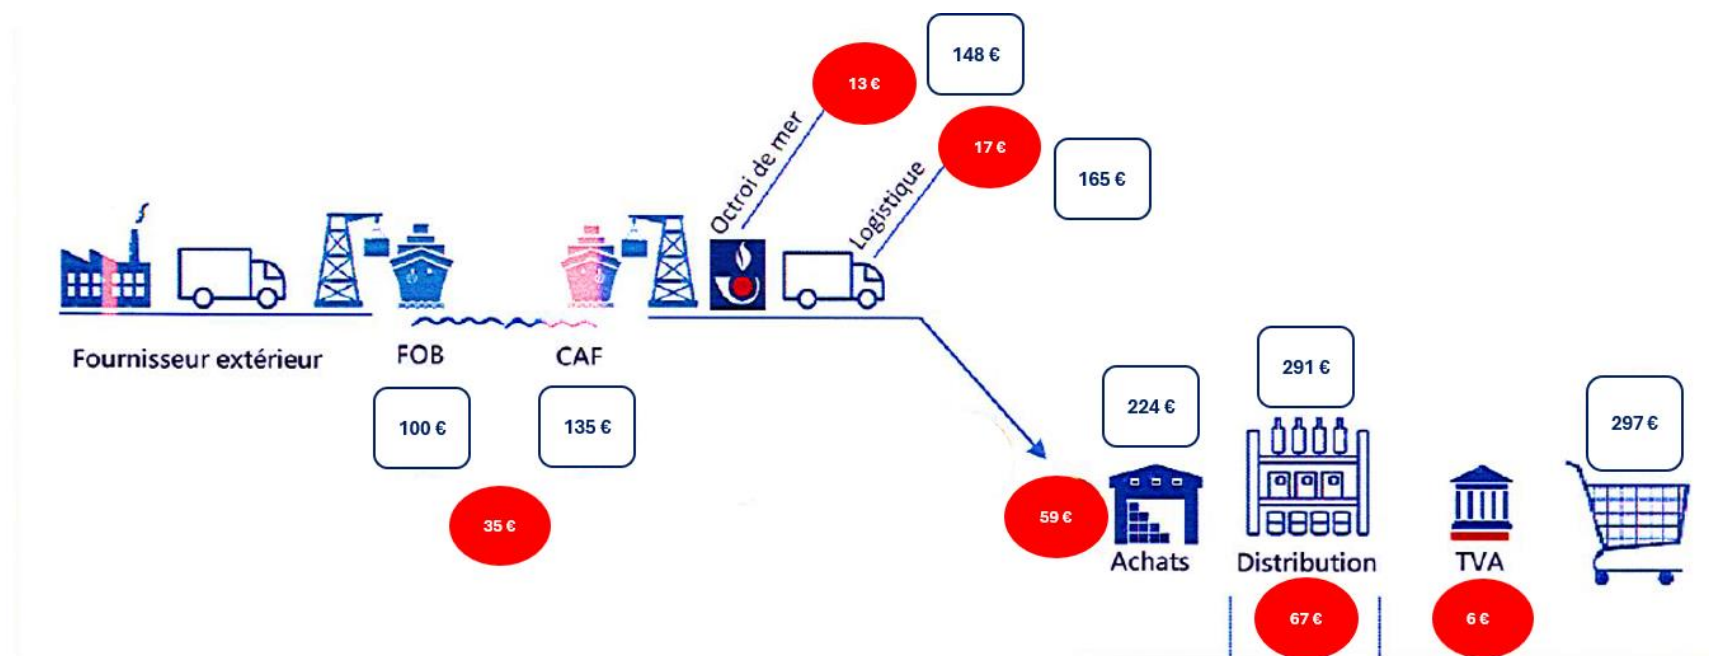 148 €
13 €
Octroi de mer
17 €
165 €
Logistique
Fournisseur extérieur
FOB
CAF
100 €
135 €
35 €
224 €
291 €
297 €
59 €
Achats
Distribution
TVA
67 €
6 €